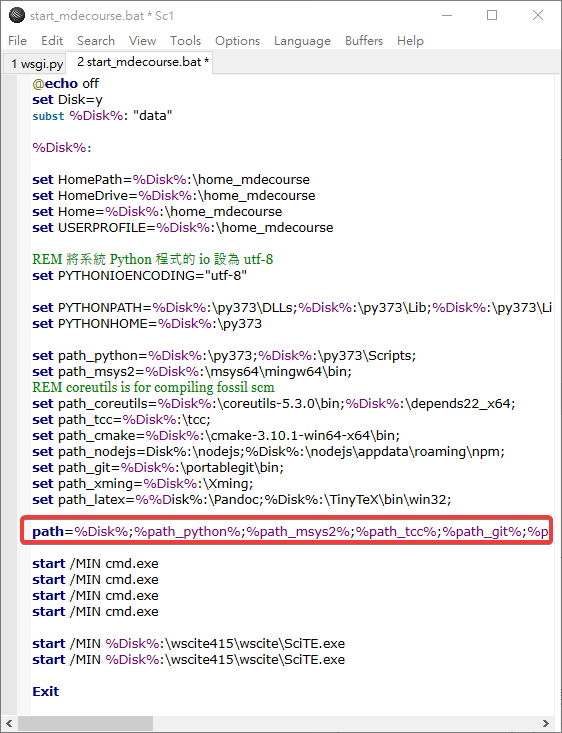 start_mdecourse.bat * Sc1
File Edit Search View Tools Options Language Buffers Help
1 wsgi.py 2 start_mdecourse.bat *
@echo off
set Disk=y
subst %Disk%: "data"
%Disk%:
set HomePath=%Disk%:\home_mdecourse
set HomeDrive=%Disk%:\home_mdecourse
set Home=%Disk%:\home_mdecourse
set USERPROFILE=%Disk%:\home_mdecourse
REM 將系統 Python 程式的 io 設為 utf-8
set PYTHONIOENCODING="utf-8"
set PYTHONPATH=%Disk%:\py373\DLLs;%Disk%:\py373\Lib;%Disk%:\py373\Li
set PYTHONHOME=%Disk%:\py373
set path_python=%Disk%:\py373;%Disk%:\py373\Scripts;
set path_msys2=%Disk%:\msys64\mingw64\bin;
REM coreutils is for compiling fossil scm
set path_coreutils=%Disk%:\coreutils-5.3.0\bin;%Disk%:\depends22_x64;
set path_tcc=%Disk%:\tcc;
set path_cmake=%Disk%:\cmake-3.10.1-win64-x64\bin;
set path_nodejs=Disk%:\nodejs;%Disk%:\nodejs\appdata\roaming\npm;
set path_git=%Disk%:\portablegit\bin;
set path_xming=%Disk%:\Xming;
set path_latex=%%Disk%:\Pandoc;%Disk%:\TinyTeX\bin\win32;
path=%Disk%;%path_python%;%path_msys2%;%path_tcc%;%path_git%;%p
start /MIN cmd.exe
start /MIN cmd.exe
start /MIN cmd.exe
start /MIN cmd.exe
start /MIN %Disk%:\wscite415\wscite\SciTE.exe
start /MIN %Disk%:\wscite415\wscite\SciTE.exe
Exit